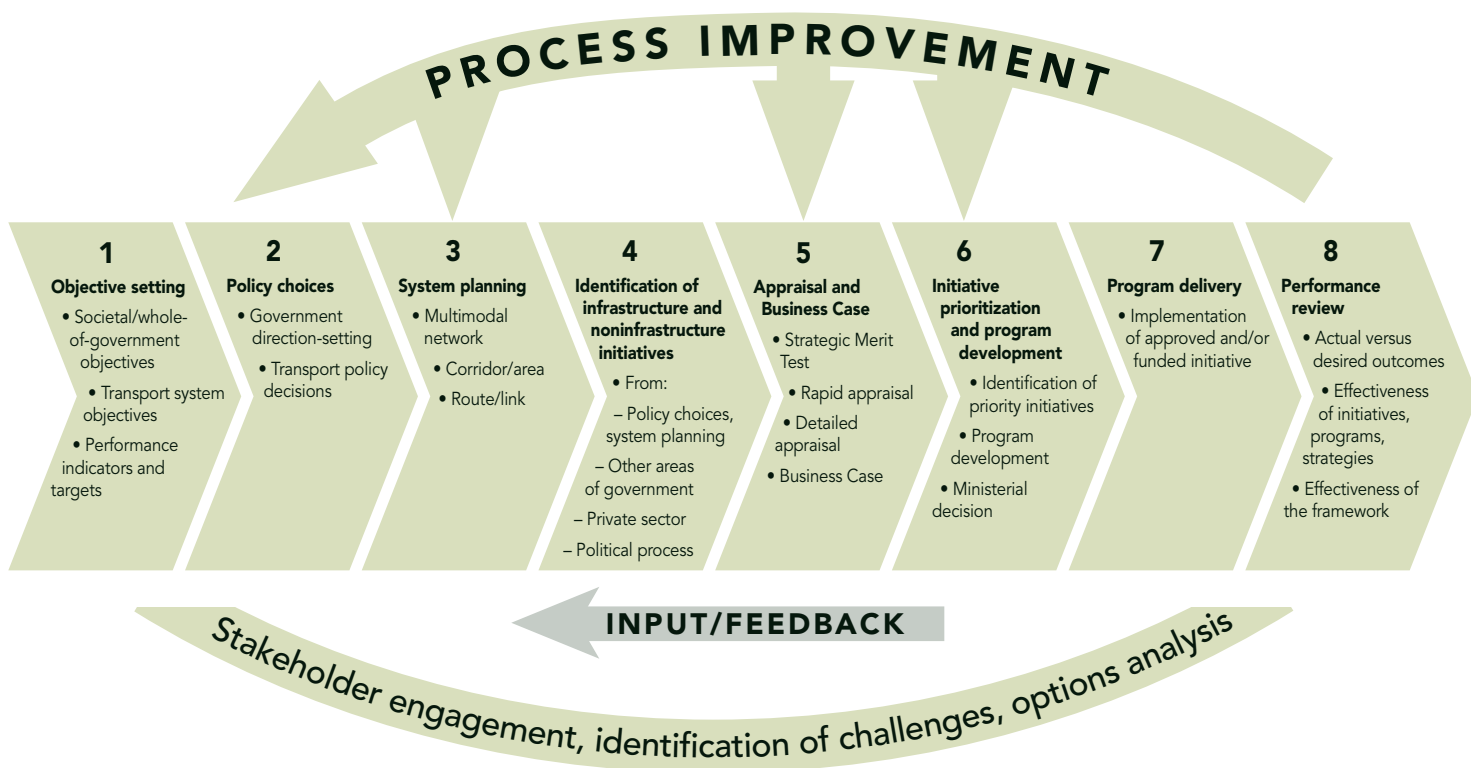 PROCESS IMPROVEMENT
1
Objective setting
• Societal/whole-
of-government
objectives
• Transport system
objectives
• Performance
indicators and
targets
2
Policy choices
• Government
direction-setting
• Transport policy
decisions
3
System planning
• Multimodal
network
• Corridor/area
• Route/link
4
Identification of
infrastructure and
noninfrastructure
initiatives
• From:
– Policy choices,
system planning
– Other areas
of government
– Private sector
– Political process
5
Appraisal and
Business Case
• Strategic Merit
Test
• Rapid appraisal
• Detailed
appraisal
• Business Case
6
Initiative
prioritization
and program
development
• Identification of
priority initiatives
• Program
development
• Ministerial
decision
7
Program delivery
• Implementation
of approved and/or
funded initiative
8
Performance
review
• Actual versus
desired outcomes
• Effectiveness
of initiatives,
programs,
strategies
• Effectiveness of
the framework
INPUT/FEEDBACK
Stakeholder engagement, identification of challenges, options analysis